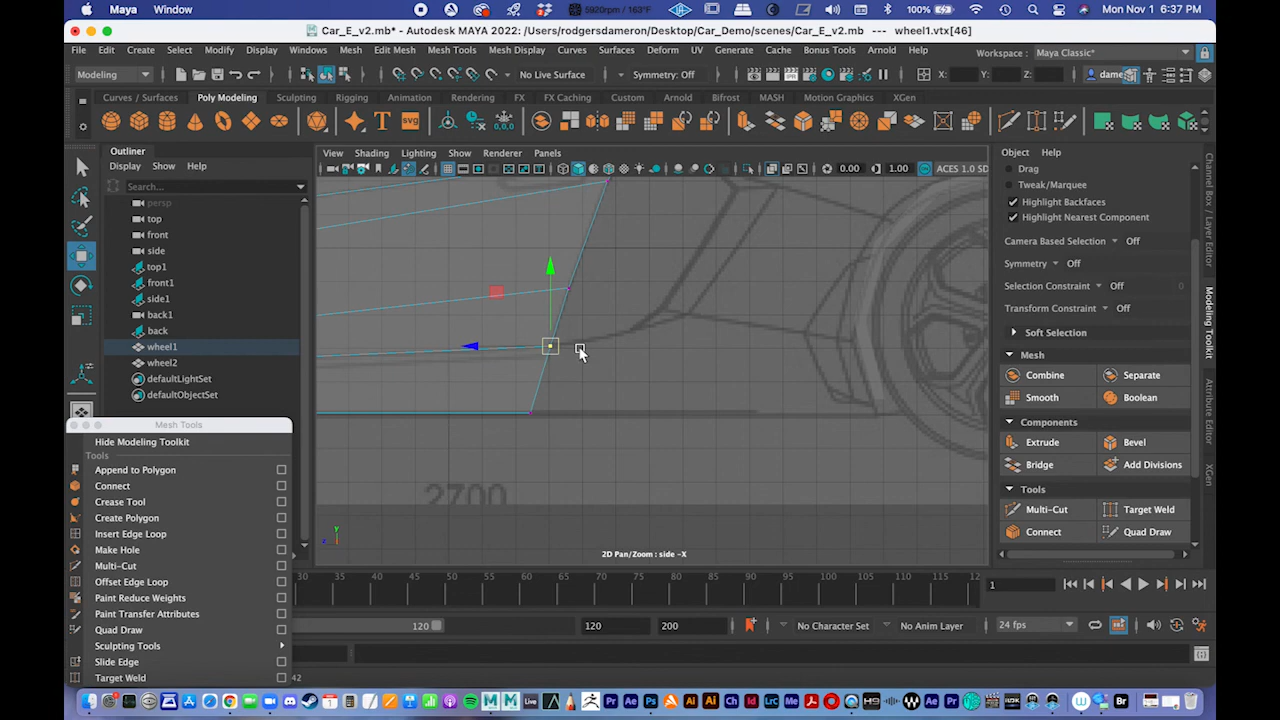 Maya Window 5920rpm / 163°F 100% Mon Nov 1 6:37 PM
Car_E_v2.mb* - Autodesk MAYA 2022: /Users/rodgersdameron/Desktop/Car_Demo/scenes/Car_E_v2.mb --- wheel1.vtx[46]
File Edit Create Select Modify Display Windows Mesh Edit Mesh Mesh Tools Mesh Display Curves Surfaces Deform UV Generate Cache Bonus Tools Arnold Help Workspace : Maya Classic*
Modeling No Live Surface Symmetry: Off X: Y: Z: dame
Curves / Surfaces Poly Modeling Sculpting Rigging Animation Rendering FX FX Caching Custom Arnold Bifrost MASH Motion Graphics XGen
Outliner
Display Show Help
Search...
persp
top
front
side
top1
front1
side1
back1
back
wheel1
wheel2
defaultLightSet
defaultObjectSet
Mesh Tools
Hide Modeling Toolkit
Tools
Append to Polygon
Connect
Crease Tool
Create Polygon
Insert Edge Loop
Make Hole
Multi-Cut
Offset Edge Loop
Paint Reduce Weights
Paint Transfer Attributes
Quad Draw
Sculpting Tools
Slide Edge
Target Weld
View Shading Lighting Show Renderer Panels
0.00 1.00 ACES 1.0 SD
2700
y
z
2D Pan/Zoom : side -X
Object Help
Drag
Tweak/Marquee
Highlight Backfaces
Highlight Nearest Component
Camera Based Selection Off
Symmetry Off
Selection Constraint Off 0
Transform Constraint Off
Soft Selection
Mesh
Combine Separate
Smooth Boolean
Components
Extrude Bevel
Bridge Add Divisions
Tools
Multi-Cut Target Weld
Connect Quad Draw
Channel Box / Layer Editor
Modeling Toolkit
Attribute Editor
XGen
35 40 45 50 55 60 65 70 75 80 85 90 95 100 105 110 115 12
1
120 120 200 No Character Set No Anim Layer 24 fps
42